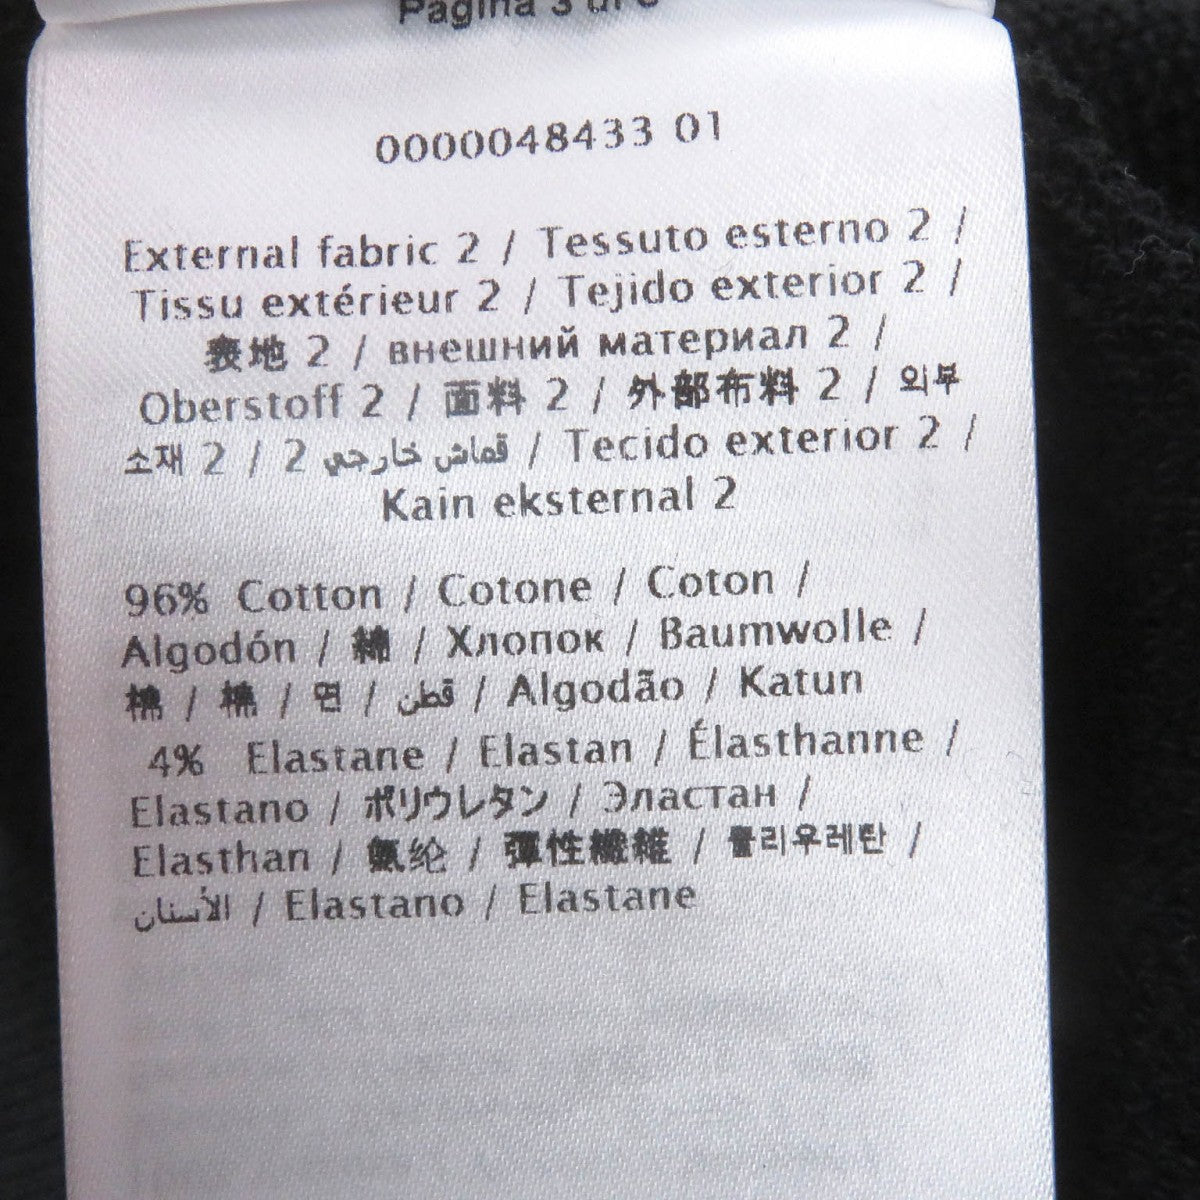 Pagina 3 di
0000048433 01
External fabric 2 / Tessuto esterno 2 /
Tissu extérieur 2 / Tejido exterior 2 /
表地 2 / внешний материал 2 /
Oberstoff 2 / 面料 2 / 外部布料 2 / 외부
소재 2 / قماش خارجي 2 / Tecido exterior 2 /
Kain eksternal 2
96% Cotton / Cotone / Coton /
Algodón / 綿 / Хлопок / Baumwolle /
棉 / 棉 / 면 / قطن / Algodão / Katun
4% Elastane / Elastan / Élasthanne /
Elastano / ポリウレタン / Эластан /
Elasthan / 氨纶 / 彈性纖維 / 폴리우레탄 /
الأستان / Elastano / Elastane